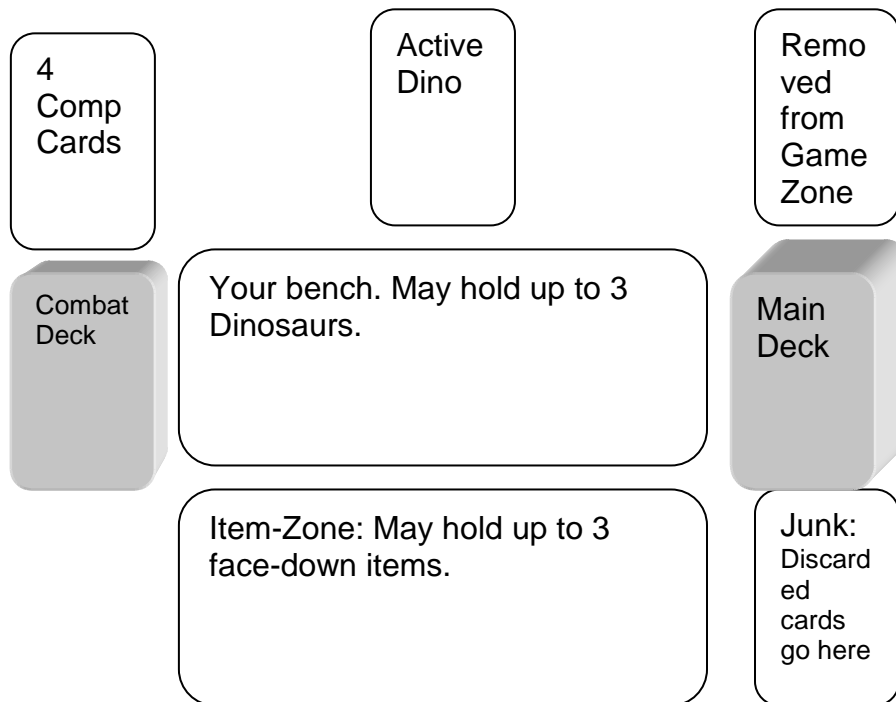 4
Comp
Cards
Active
Dino
Remo
ved
from
Game
Zone
Combat
Deck
Your bench. May hold up to 3
Dinosaurs.
Main
Deck
Item-Zone: May hold up to 3
face-down items.
Junk:
Discard
ed
cards
go here